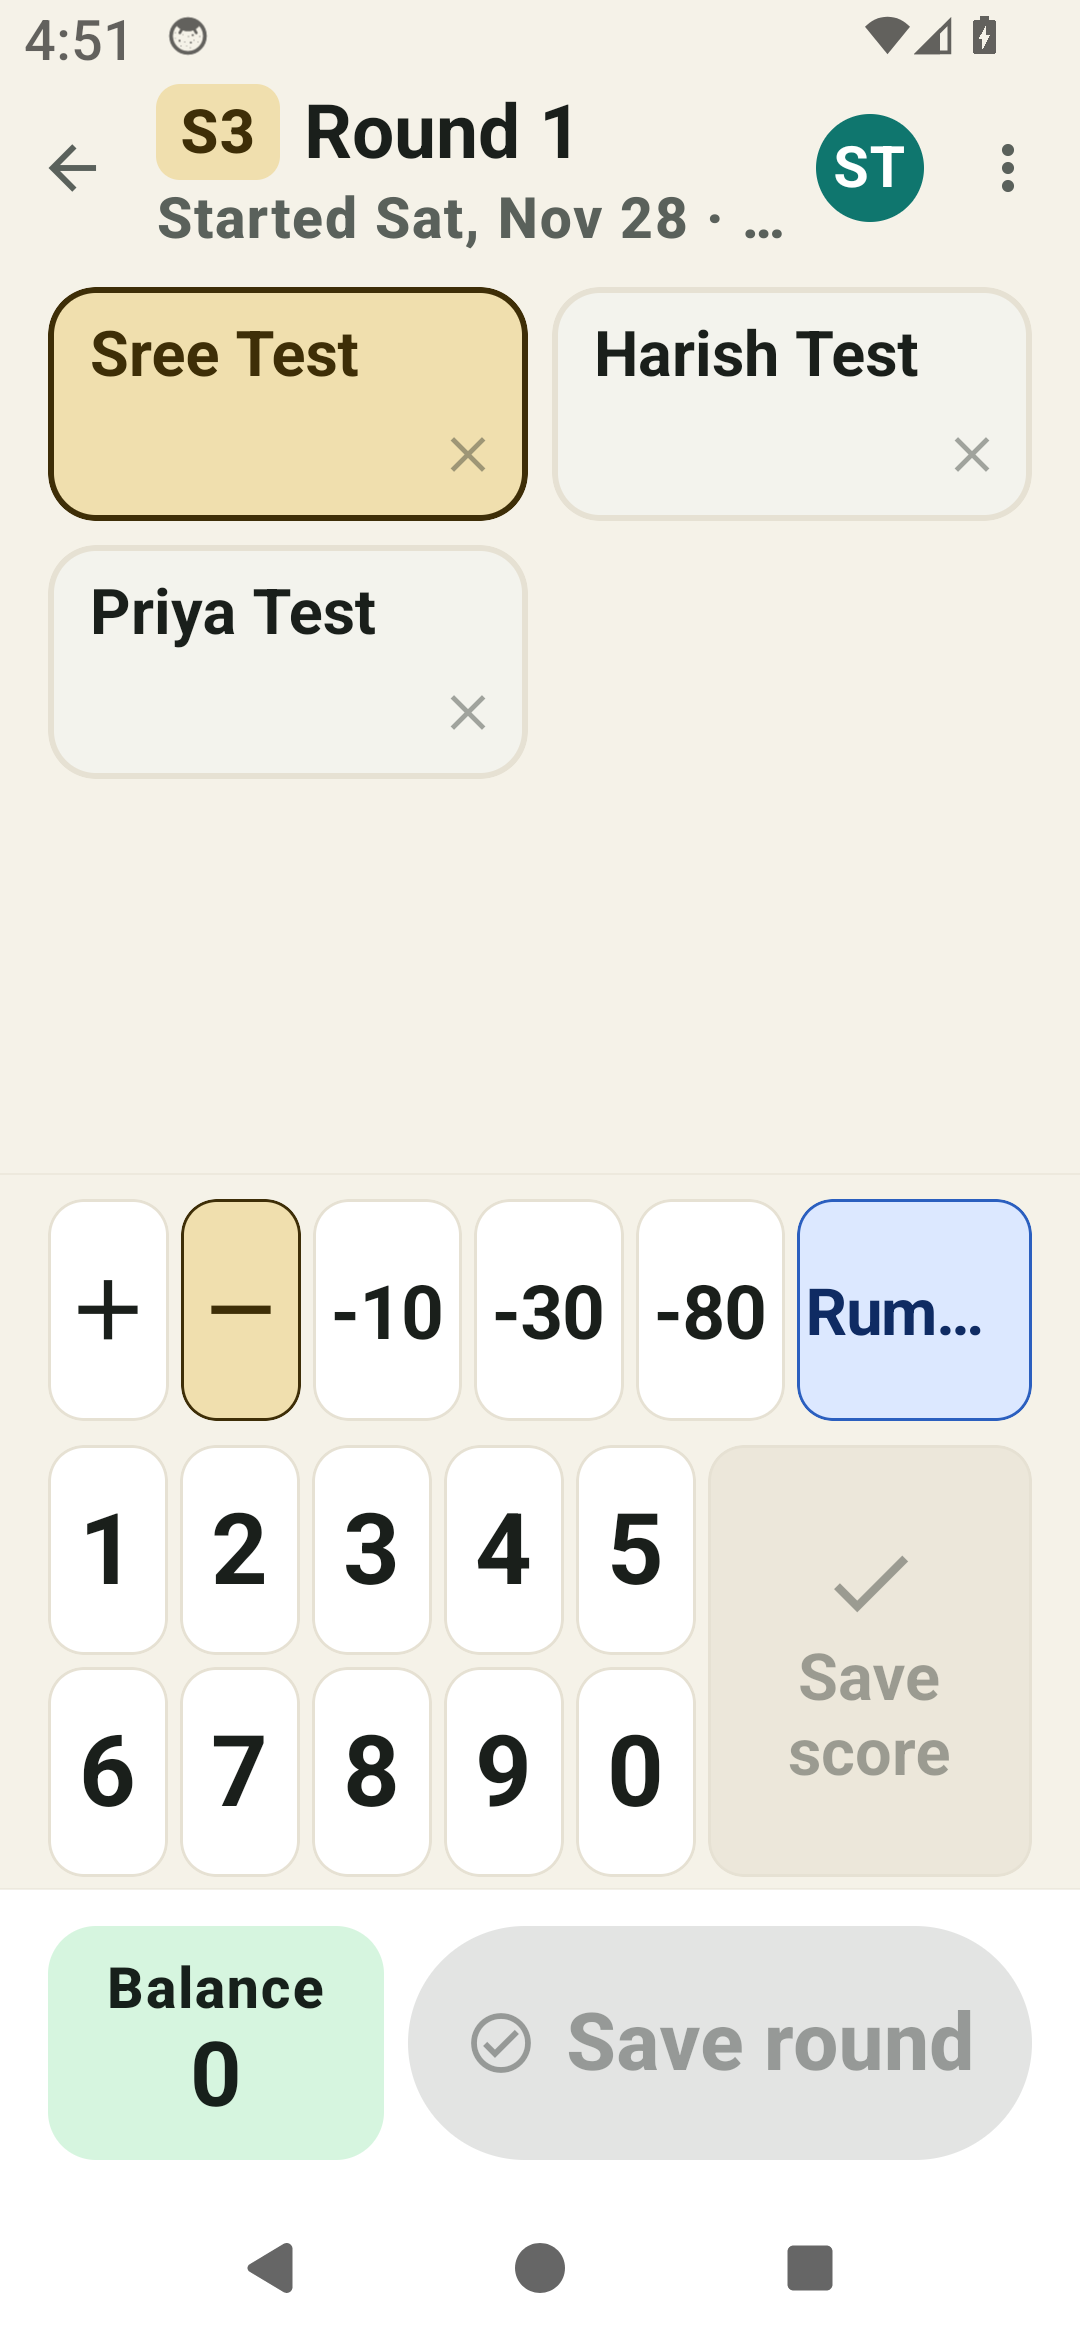 4:51
S3 Round 1
ST
Started Sat, Nov 28 · …
Sree Test
Harish Test
Priya Test
+ − -10 -30 -80 Rum…
1 2 3 4 5
6 7 8 9 0
Save
score
Balance
0
Save round